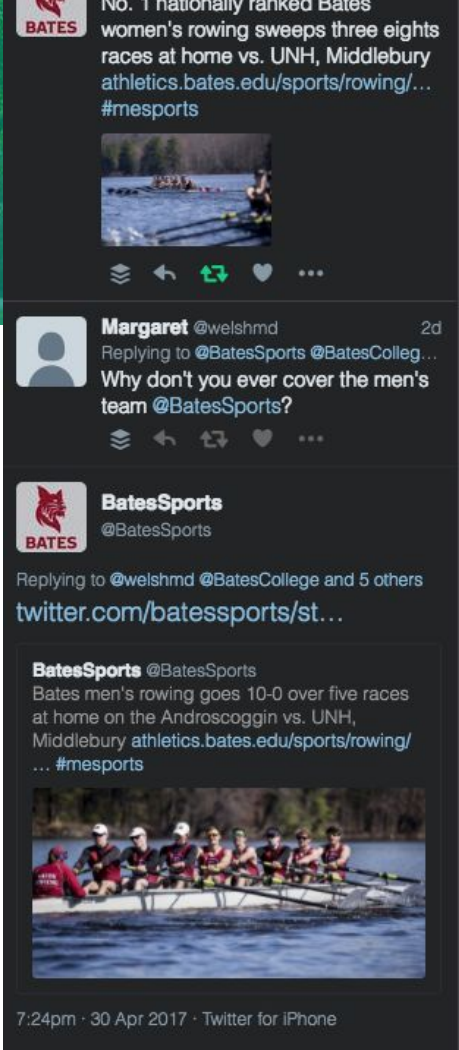 No. 1 nationally ranked Bates
BATES
women's rowing sweeps three eights
races at home vs. UNH, Middlebury
athletics.bates.edu/sports/rowing/...
#mesports
Margaret @welshmd 2d
Replying to @BatesSports @BatesColleg...
Why don't you ever cover the men's
team @BatesSports?
BATES
BatesSports
@BatesSports
Replying to @welshmd @BatesCollege and 5 others
twitter.com/batessports/st...
BatesSports @BatesSports
Bates men's rowing goes 10-0 over five races
at home on the Androscoggin vs. UNH,
Middlebury athletics.bates.edu/sports/rowing/
... #mesports
7:24pm · 30 Apr 2017 · Twitter for iPhone